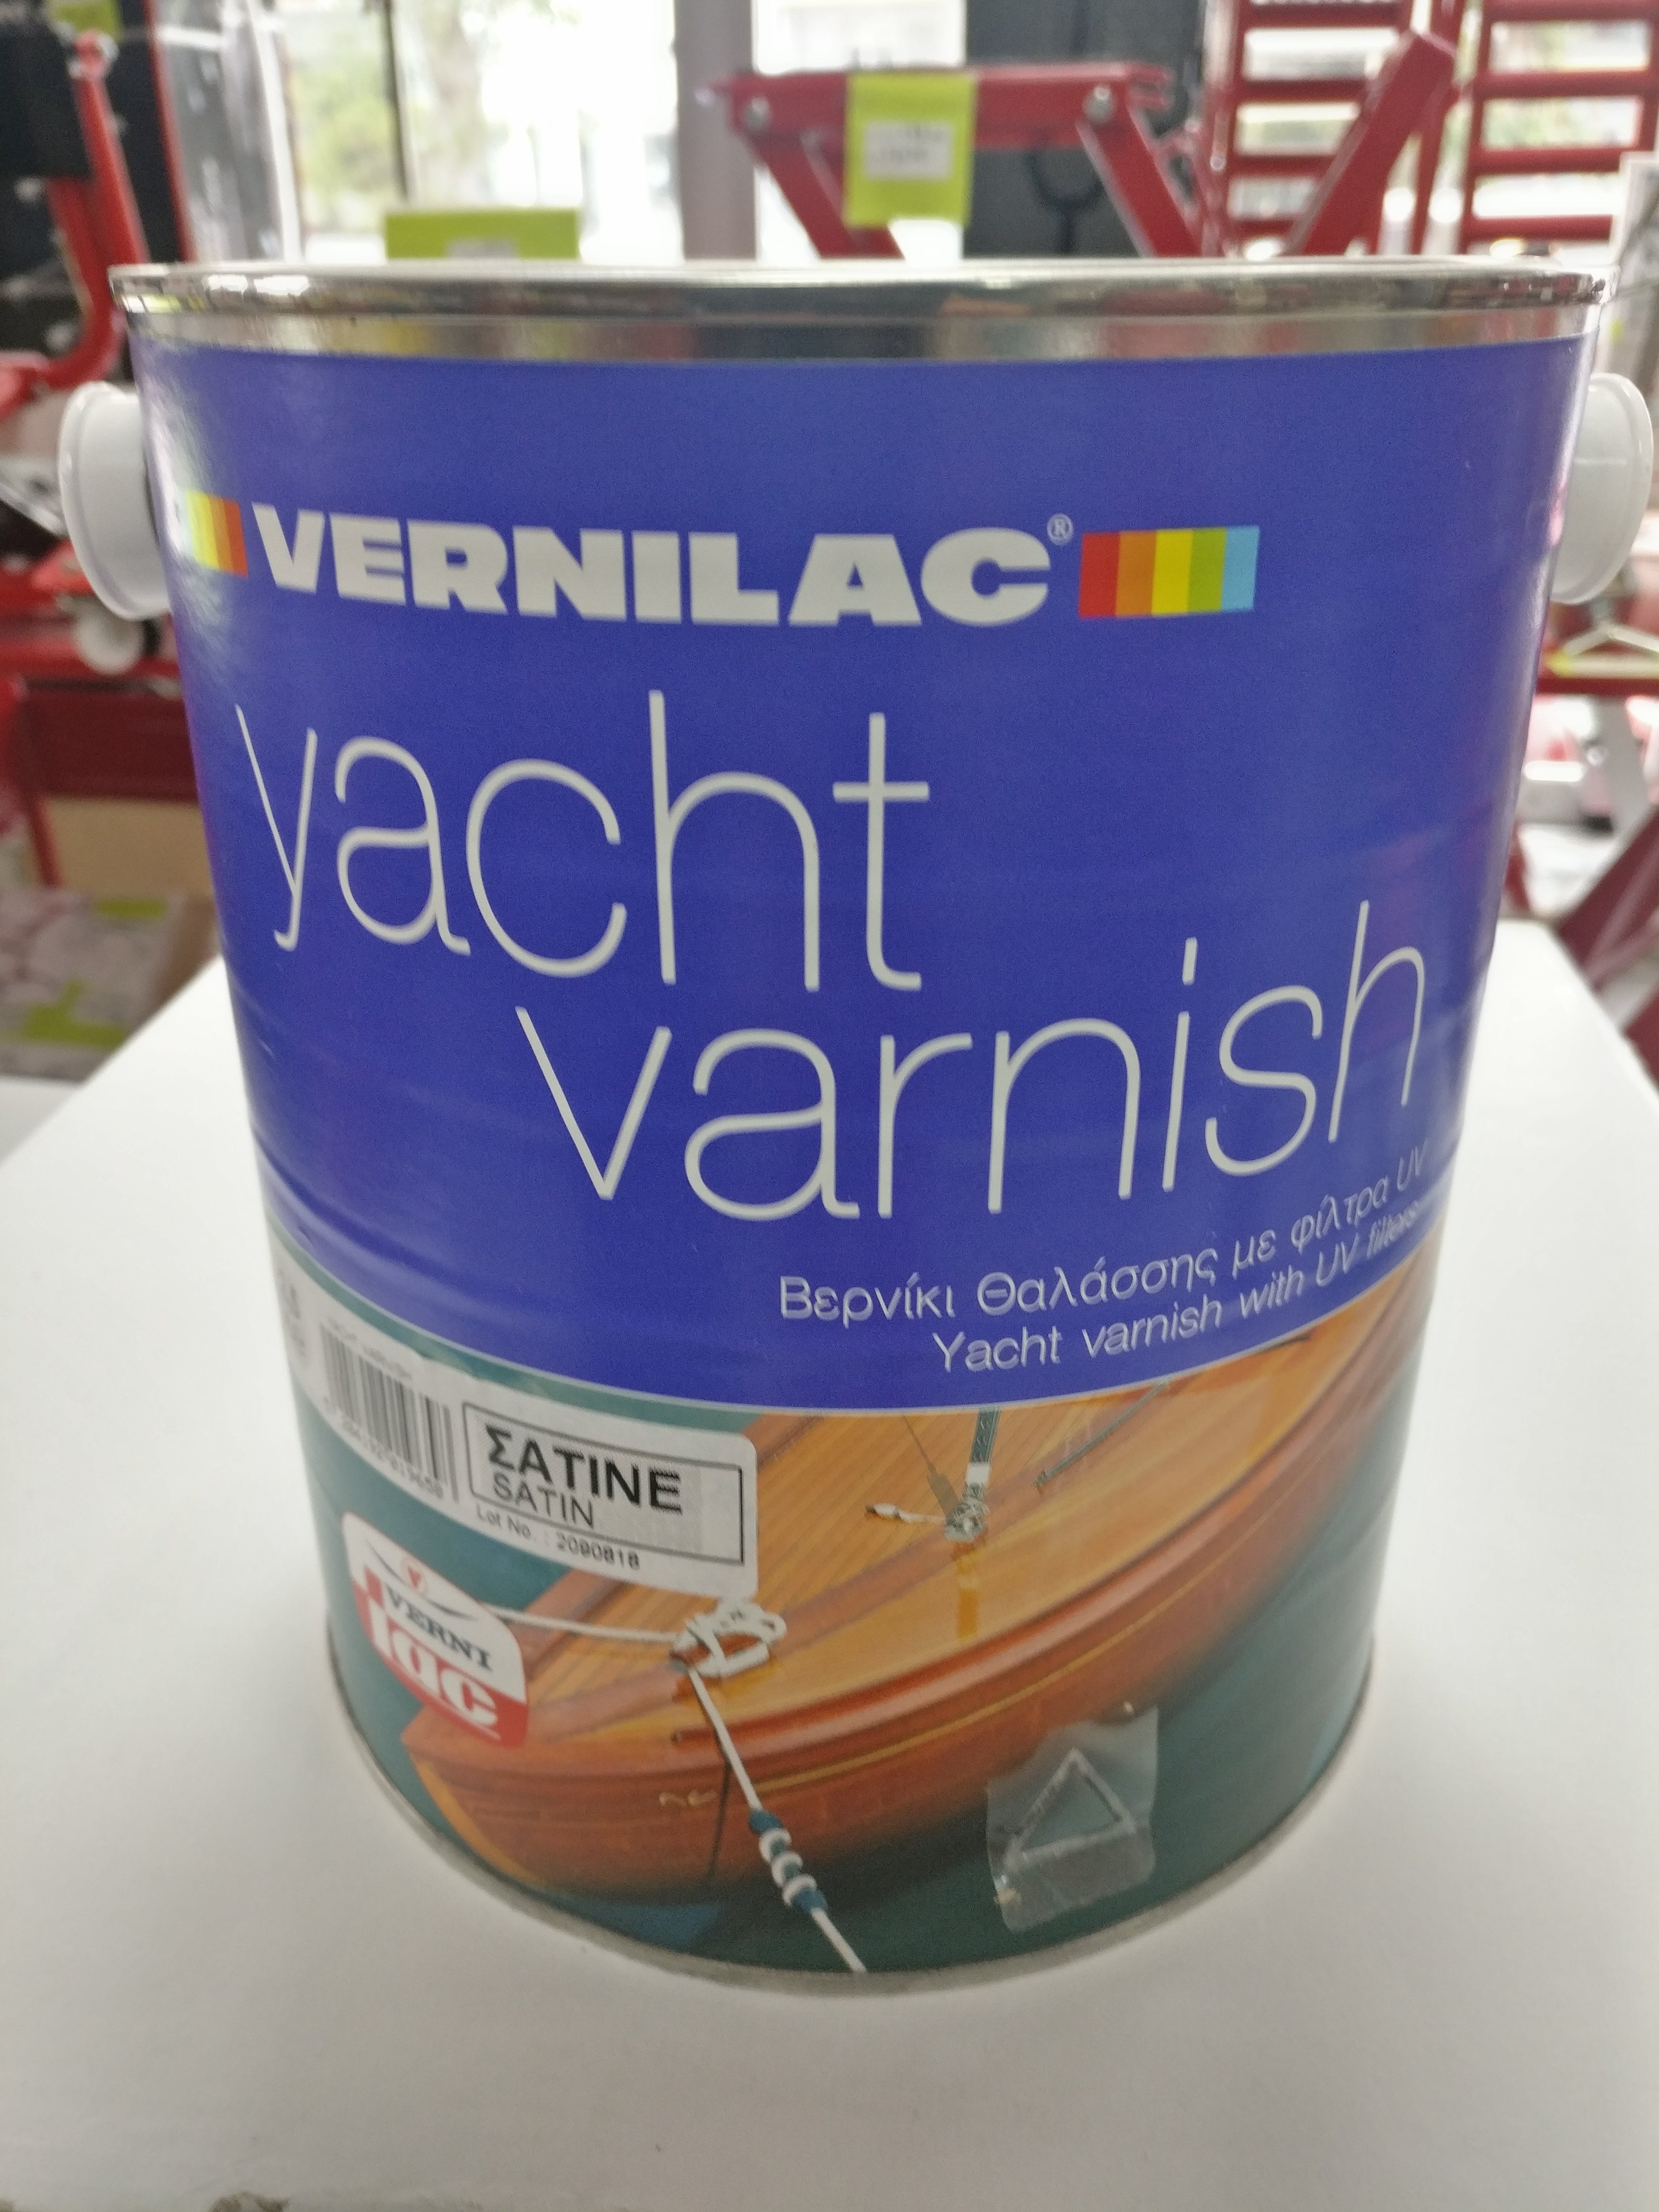 VERNILAC®
yacht
varnish
Βερνίκι Θαλάσσης με φίλτρα UV
Yacht varnish with UV filters
ΣΑΤΙΝΕ
SATIN
Lot No. : 2090818
VERNI
lac